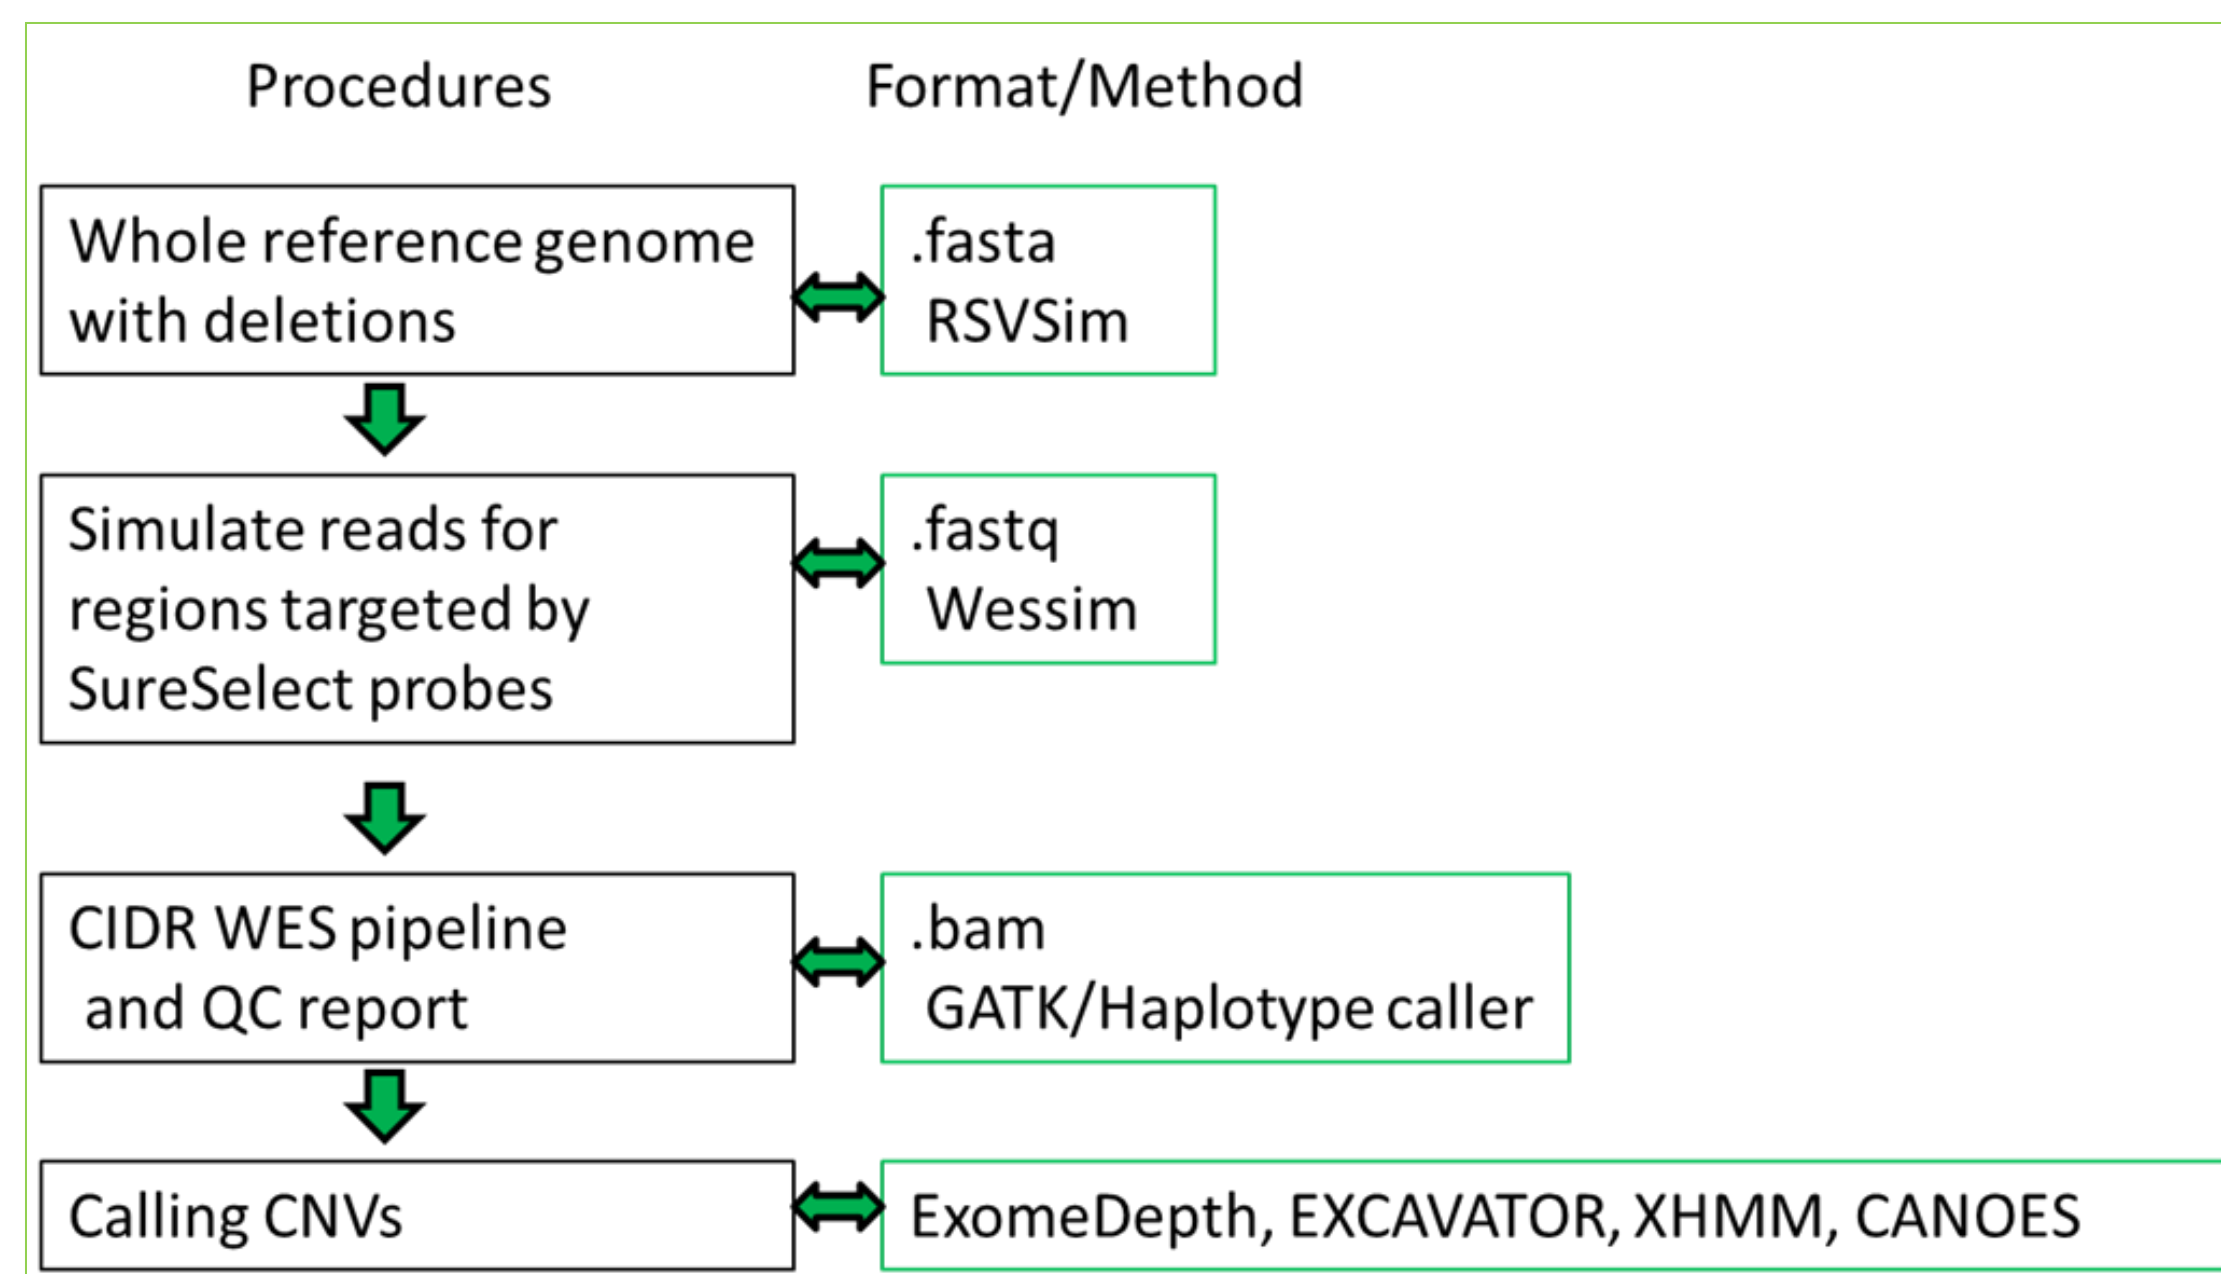 Procedures Format/Method
Whole reference genome
with deletions
.fasta
RSVSim
Simulate reads for
regions targeted by
SureSelect probes
.fastq
Wessim
CIDR WES pipeline
and QC report
.bam
GATK/Haplotype caller
Calling CNVs
ExomeDepth, EXCAVATOR, XHMM, CANOES